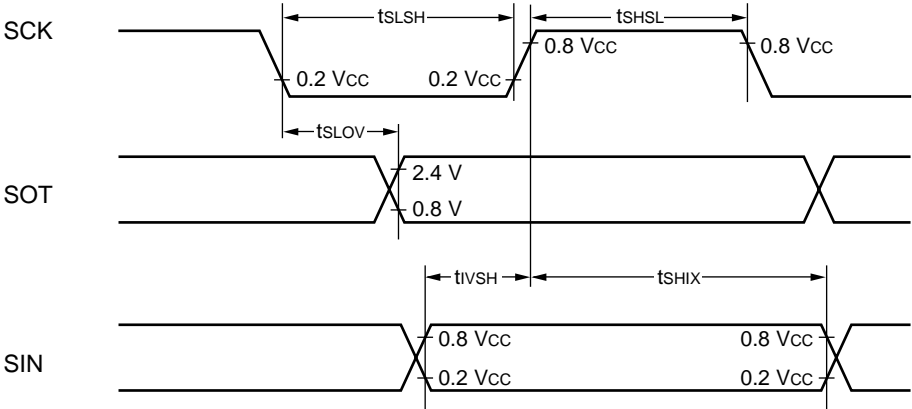 tSLSH tSHSL
SCK
0.8 VCC 0.8 VCC
0.2 VCC 0.2 VCC
tSLOV
2.4 V
SOT
0.8 V
tIVSH tSHIX
0.8 VCC 0.8 VCC
SIN
0.2 VCC 0.2 VCC